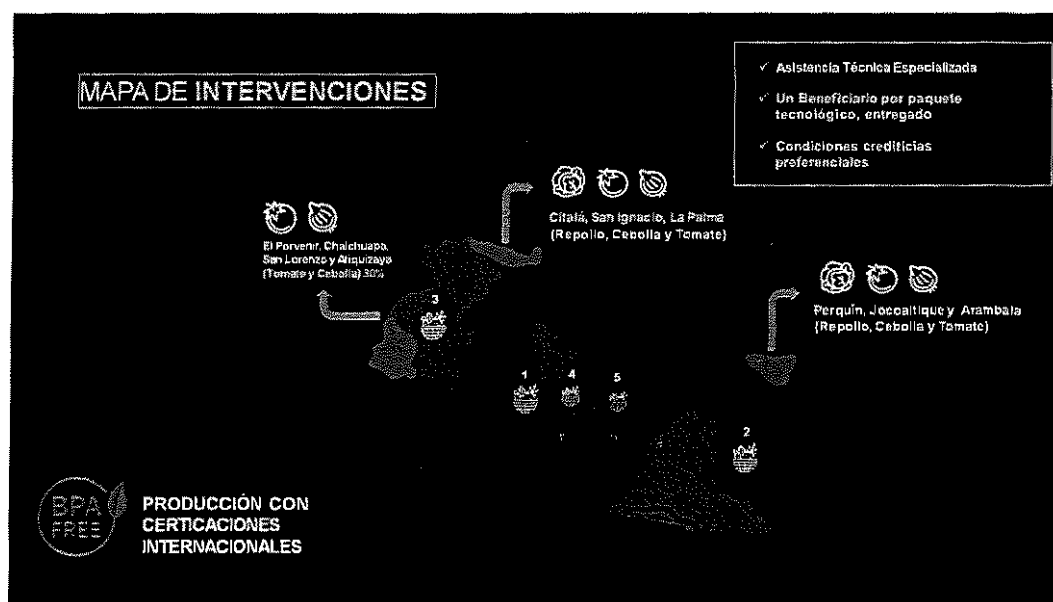 MAPA DE INTERVENCIONES
✓ Asistencia Técnica Especializada
✓ Un Beneficiario por paquete
tecnológico, entregado
✓ Condiciones crediticias
preferenciales
Citalá, San Ignacio, La Palma
(Repollo, Cebolla y Tomate)
El Porvenir, Chalchuapa,
San Lorenzo y Atiquizaya
(Tomate y Cebolla) 30%
Perquín, Jocoaltique y Arambala
(Repollo, Cebolla y Tomate)
3
1
4
5
2
BPA
FREE
PRODUCCIÓN CON
CERTICACIONES
INTERNACIONALES